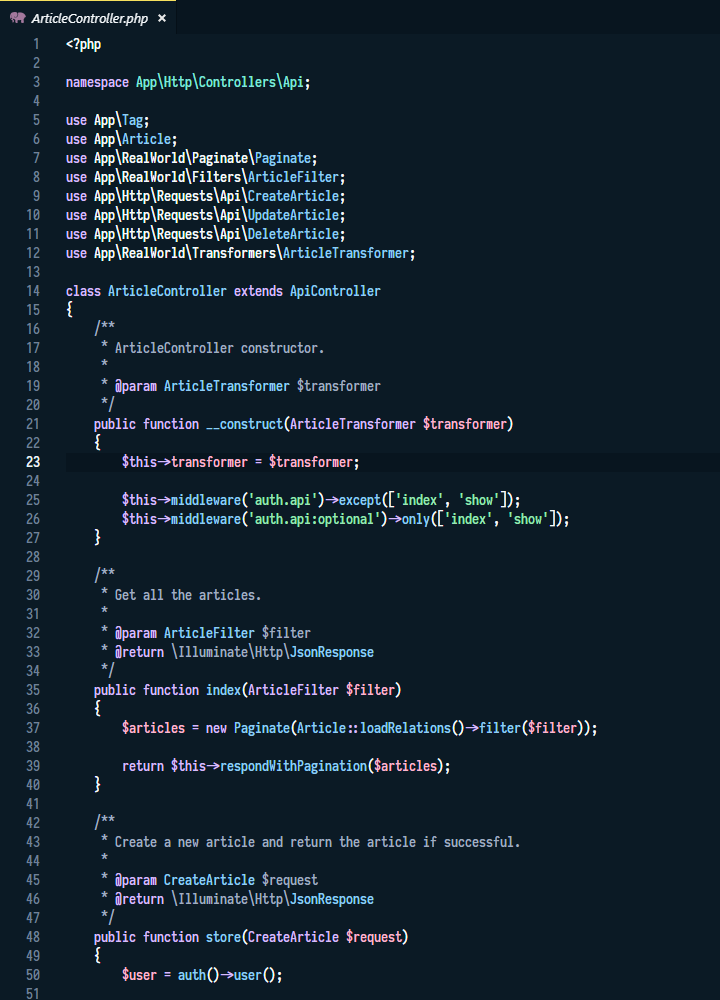 ArticleController.php ×
1 <?php
2
3 namespace App\Http\Controllers\Api;
4
5 use App\Tag;
6 use App\Article;
7 use App\RealWorld\Paginate\Paginate;
8 use App\RealWorld\Filters\ArticleFilter;
9 use App\Http\Requests\Api\CreateArticle;
10 use App\Http\Requests\Api\UpdateArticle;
11 use App\Http\Requests\Api\DeleteArticle;
12 use App\RealWorld\Transformers\ArticleTransformer;
13
14 class ArticleController extends ApiController
15 {
16     /**
17      * ArticleController constructor.
18      *
19      * @param ArticleTransformer $transformer
20      */
21     public function __construct(ArticleTransformer $transformer)
22     {
23         $this->transformer = $transformer;
24
25         $this->middleware('auth.api')->except(['index', 'show']);
26         $this->middleware('auth.api:optional')->only(['index', 'show']);
27     }
28
29     /**
30      * Get all the articles.
31      *
32      * @param ArticleFilter $filter
33      * @return \Illuminate\Http\JsonResponse
34      */
35     public function index(ArticleFilter $filter)
36     {
37         $articles = new Paginate(Article::loadRelations()->filter($filter));
38
39         return $this->respondWithPagination($articles);
40     }
41
42     /**
43      * Create a new article and return the article if successful.
44      *
45      * @param CreateArticle $request
46      * @return \Illuminate\Http\JsonResponse
47      */
48     public function store(CreateArticle $request)
49     {
50         $user = auth()->user();
51